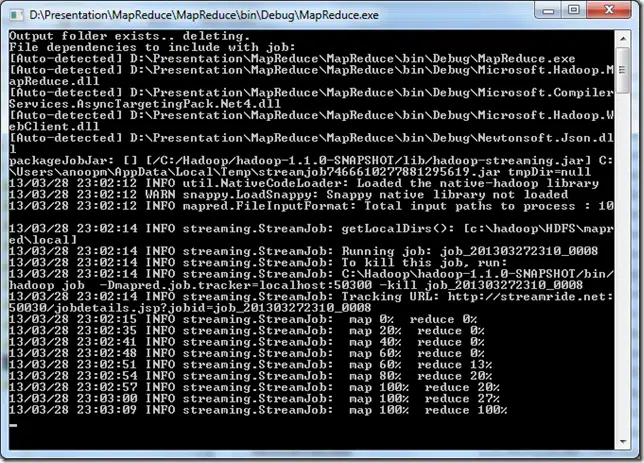 D:\Presentation\MapReduce\MapReduce\bin\Debug\MapReduce.exe
Output folder exists.. deleting.
File dependencies to include with job:
[Auto-detected] D:\Presentation\MapReduce\MapReduce\bin\Debug\MapReduce.exe
[Auto-detected] D:\Presentation\MapReduce\MapReduce\bin\Debug\Microsoft.Hadoop.M
apReduce.dll
[Auto-detected] D:\Presentation\MapReduce\MapReduce\bin\Debug\Microsoft.Compiler
Services.AsyncTargetingPack.Net4.dll
[Auto-detected] D:\Presentation\MapReduce\MapReduce\bin\Debug\Microsoft.Hadoop.W
ebClient.dll
[Auto-detected] D:\Presentation\MapReduce\MapReduce\bin\Debug\Newtonsoft.Json.dl
l
packageJobJar: [] [/C:/Hadoop/hadoop-1.1.0-SNAPSHOT/lib/hadoop-streaming.jar] C:
\Users\anoopm\AppData\Local\Temp\streamjob7466610277881295619.jar tmpDir=null
13/03/28 23:02:12 INFO util.NativeCodeLoader: Loaded the native-hadoop library
13/03/28 23:02:12 WARN snappy.LoadSnappy: Snappy native library not loaded
13/03/28 23:02:12 INFO mapred.FileInputFormat: Total input paths to process : 10
13/03/28 23:02:14 INFO streaming.StreamJob: getLocalDirs(): [c:\hadoop\HDFS\mapr
ed\local]
13/03/28 23:02:14 INFO streaming.StreamJob: Running job: job_201303272310_0008
13/03/28 23:02:14 INFO streaming.StreamJob: To kill this job, run:
13/03/28 23:02:14 INFO streaming.StreamJob: C:\Hadoop\hadoop-1.1.0-SNAPSHOT/bin/
hadoop job  -Dmapred.job.tracker=localhost:50300 -kill job_201303272310_0008
13/03/28 23:02:14 INFO streaming.StreamJob: Tracking URL: http://streamride.net:
50030/jobdetails.jsp?jobid=job_201303272310_0008
13/03/28 23:02:15 INFO streaming.StreamJob:  map 0%  reduce 0%
13/03/28 23:02:35 INFO streaming.StreamJob:  map 20%  reduce 0%
13/03/28 23:02:41 INFO streaming.StreamJob:  map 40%  reduce 0%
13/03/28 23:02:48 INFO streaming.StreamJob:  map 60%  reduce 0%
13/03/28 23:02:51 INFO streaming.StreamJob:  map 60%  reduce 13%
13/03/28 23:02:54 INFO streaming.StreamJob:  map 80%  reduce 20%
13/03/28 23:02:57 INFO streaming.StreamJob:  map 100%  reduce 20%
13/03/28 23:03:00 INFO streaming.StreamJob:  map 100%  reduce 27%
13/03/28 23:03:09 INFO streaming.StreamJob:  map 100%  reduce 100%